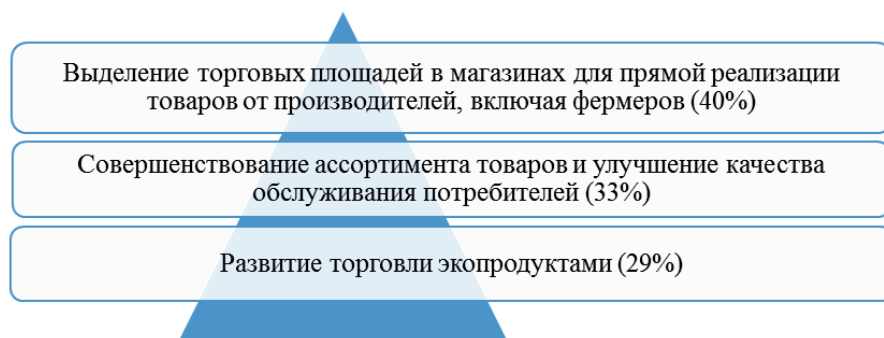 Выделение торговых площадей в магазинах для прямой реализации
товаров от производителей, включая фермеров (40%)
Совершенствование ассортимента товаров и улучшение качества
обслуживания потребителей (33%)
Развитие торговли экопродуктами (29%)